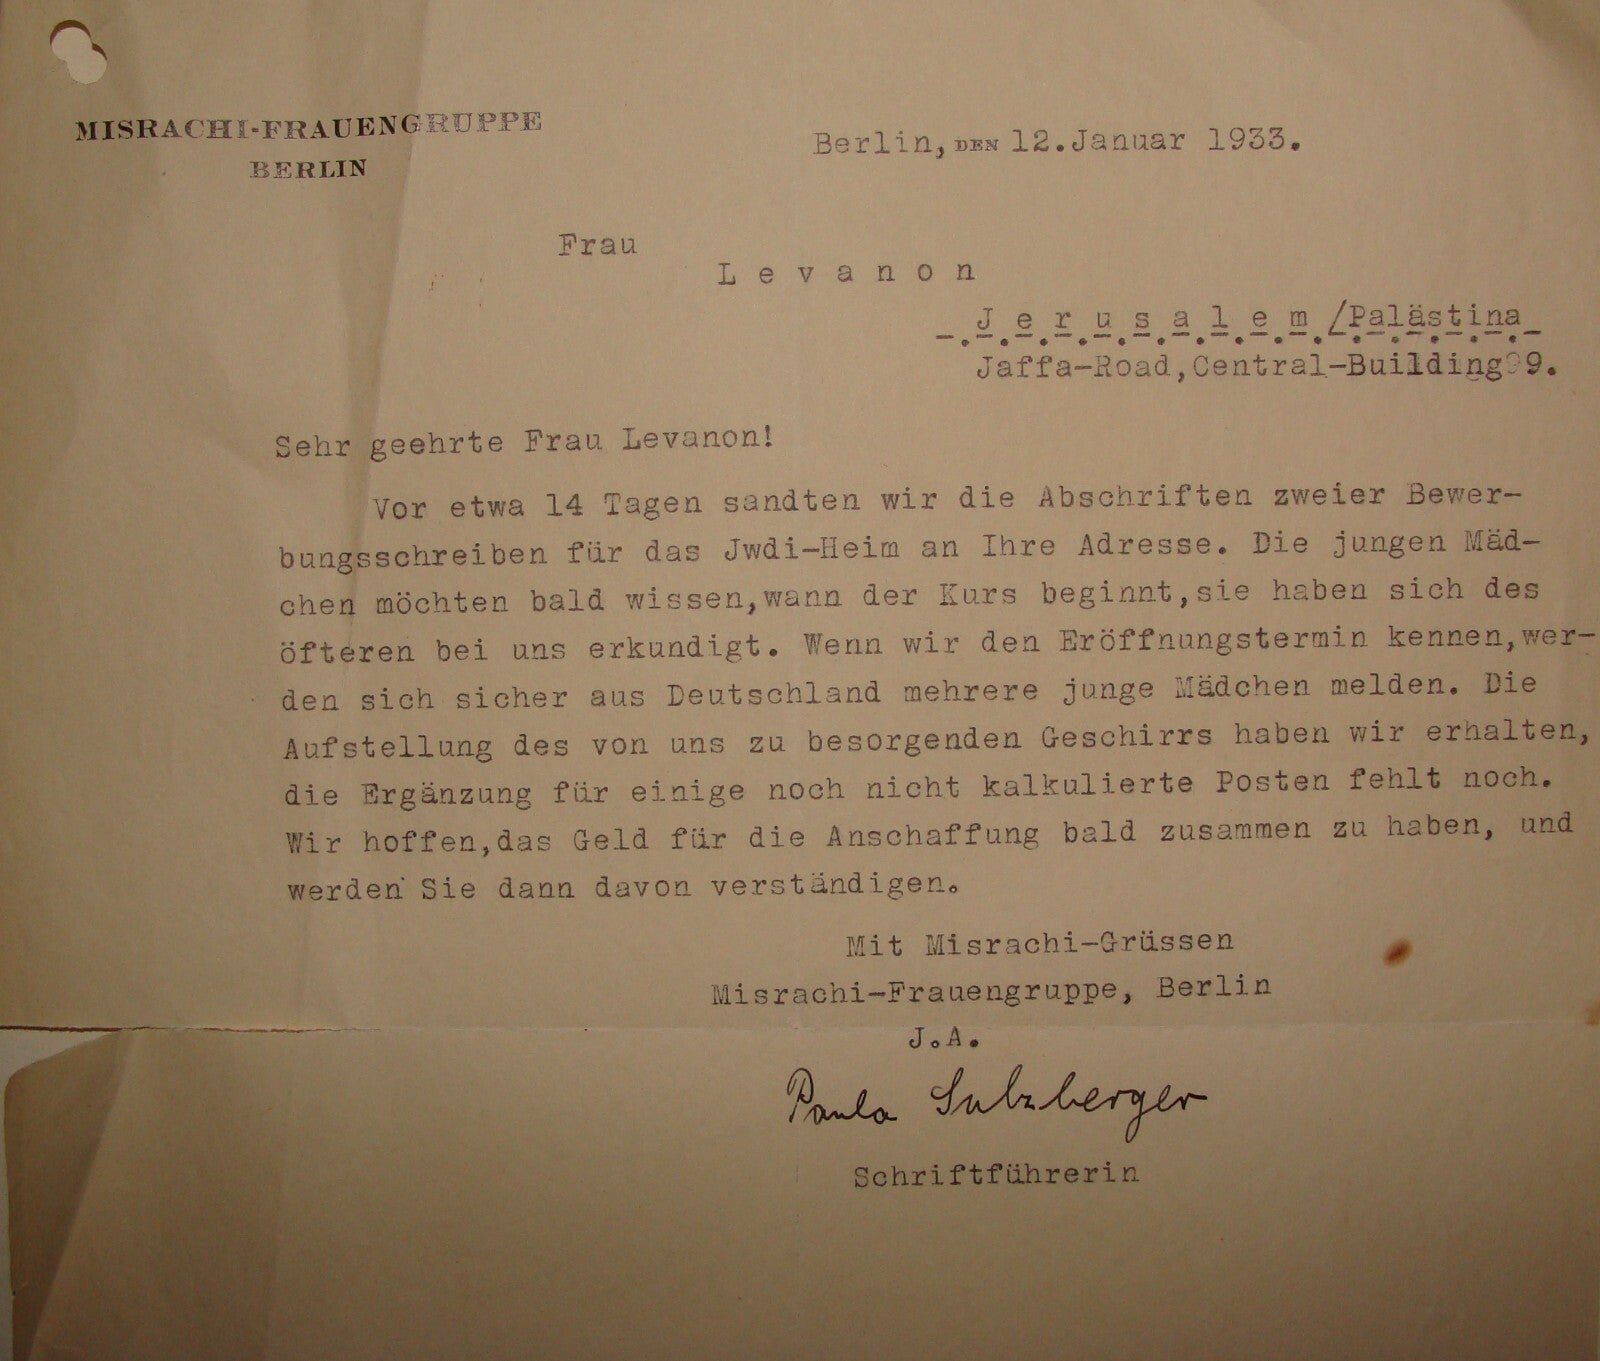 MISRACHI-FRAUENGRUPPE
BERLIN
Berlin, DEN 12.Januar 1933.
Frau
L e v a n o n
J e r u s a l e m /Palästina
Jaffa-Road,Central-Building 99.
Sehr geehrte Frau Levanon!
Vor etwa 14 Tagen sandten wir die Abschriften zweier Bewer-
bungsschreiben für das Jwdi-Heim an Ihre Adresse. Die jungen Mäd-
chen möchten bald wissen,wann der Kurs beginnt,sie haben sich des
öfteren bei uns erkundigt. Wenn wir den Eröffnungstermin kennen,wer-
den sich sicher aus Deutschland mehrere junge Mädchen melden. Die
Aufstellung des von uns zu besorgenden Geschirrs haben wir erhalten,
die Ergänzung für einige noch nicht kalkulierte Posten fehlt noch.
Wir hoffen,das Geld für die Anschaffung bald zusammen zu haben, und
werden Sie dann davon verständigen.
Mit Misrachi-Grüssen
Misrachi-Frauengruppe, Berlin
J.A.
Paula Sulzberger
Schriftführerin